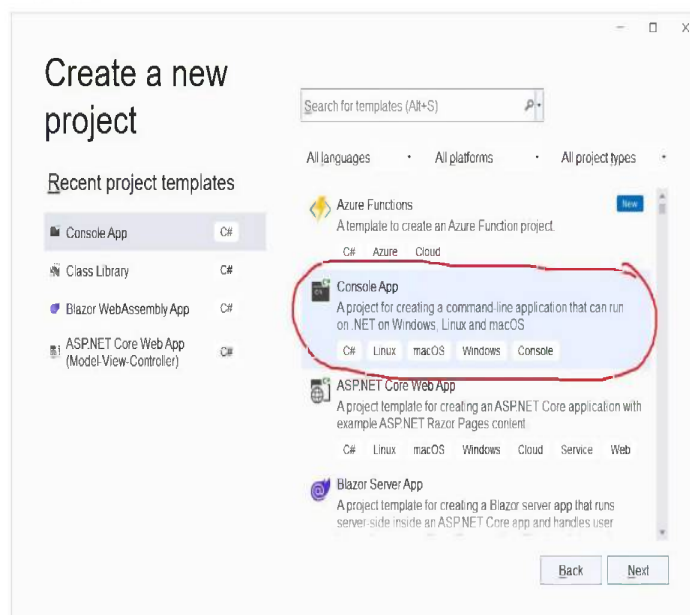 Create a new
project
Search for templates (Alt+S)
All languages
All platforms
All project types
Recent project templates
Console App
C#
Class Library
C#
Blazor WebAssembly App
C#
ASP.NET Core Web App
(Model-View-Controller)
C#
Azure Functions
New
A template to create an Azure Function project.
C# Azure Cloud
Console App
A project for creating a command-line application that can run
on .NET on Windows, Linux and macOS
C# Linux macOS Windows Console
ASP.NET Core Web App
A project template for creating an ASP.NET Core application with
example ASP.NET Razor Pages content.
C# Linux macOS Windows Cloud Service Web
Blazor Server App
A project template for creating a Blazor server app that runs
server-side inside an ASP.NET Core app and handles user
Back
Next